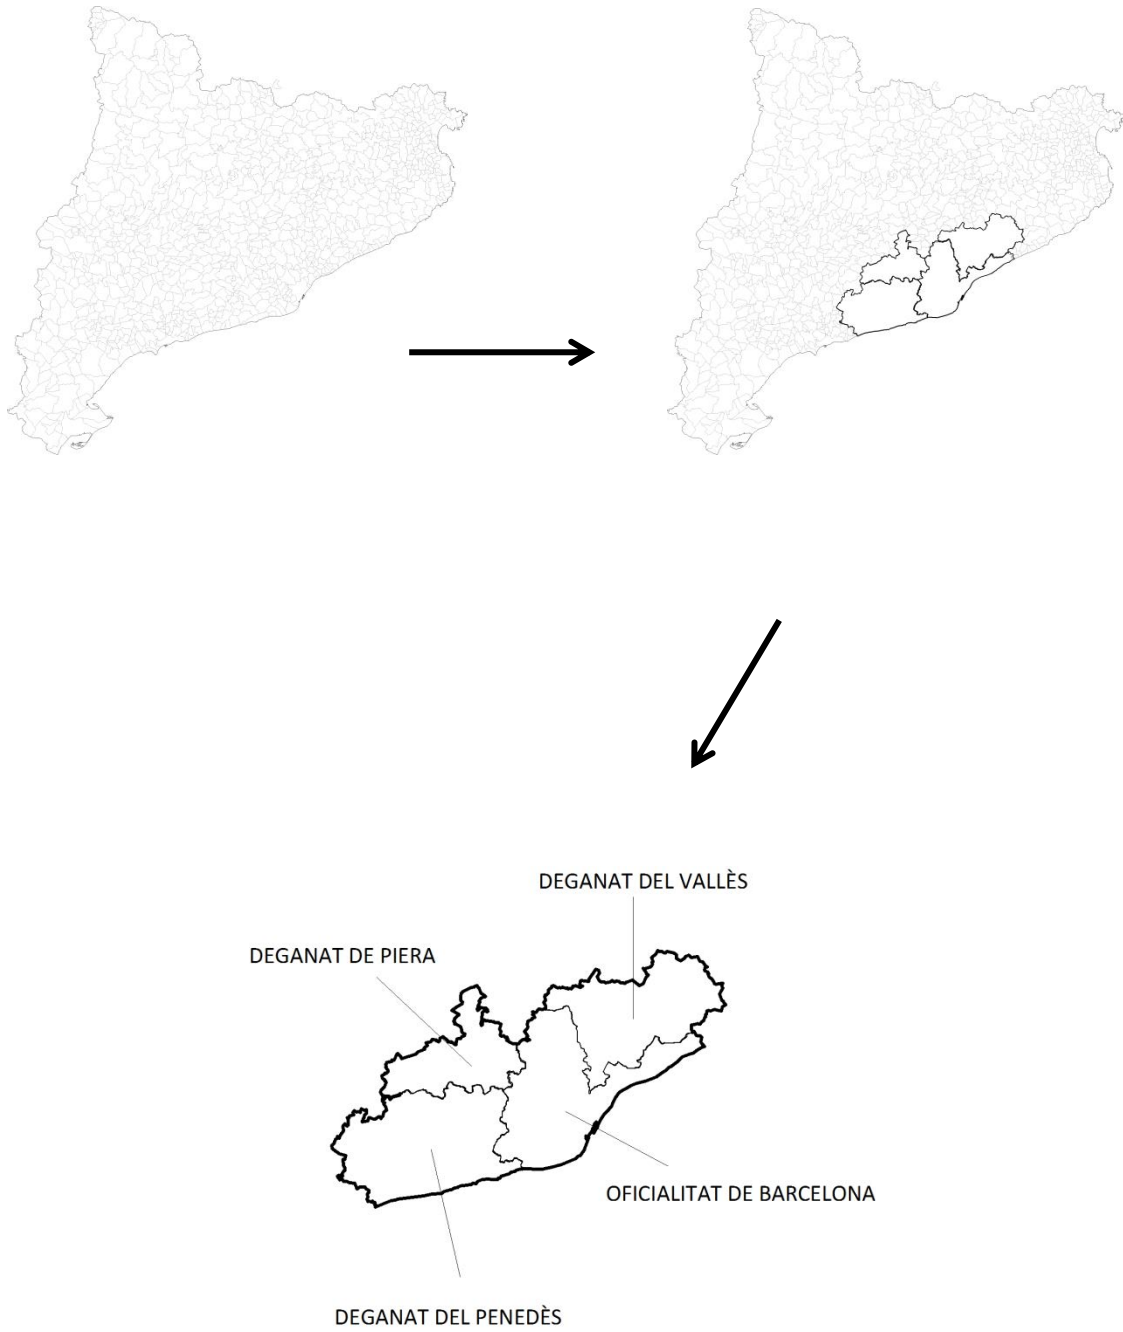 DEGANAT DEL VALLÈS
DEGANAT DE PIERA
OFICIALITAT DE BARCELONA
DEGANAT DEL PENEDÈS